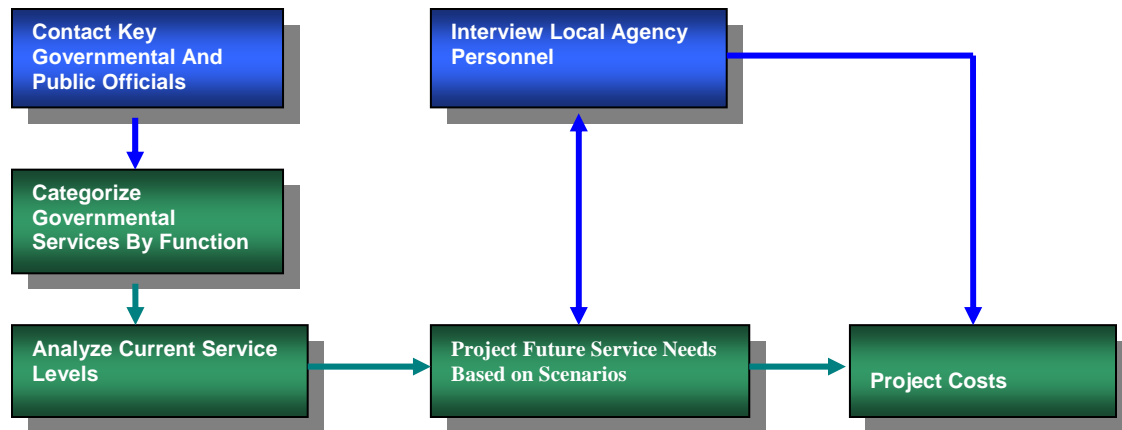 Contact Key
Governmental And
Public Officials
Interview Local Agency
Personnel
Categorize
Governmental
Services By Function
Analyze Current Service
Levels
Project Future Service Needs
Based on Scenarios
Project Costs